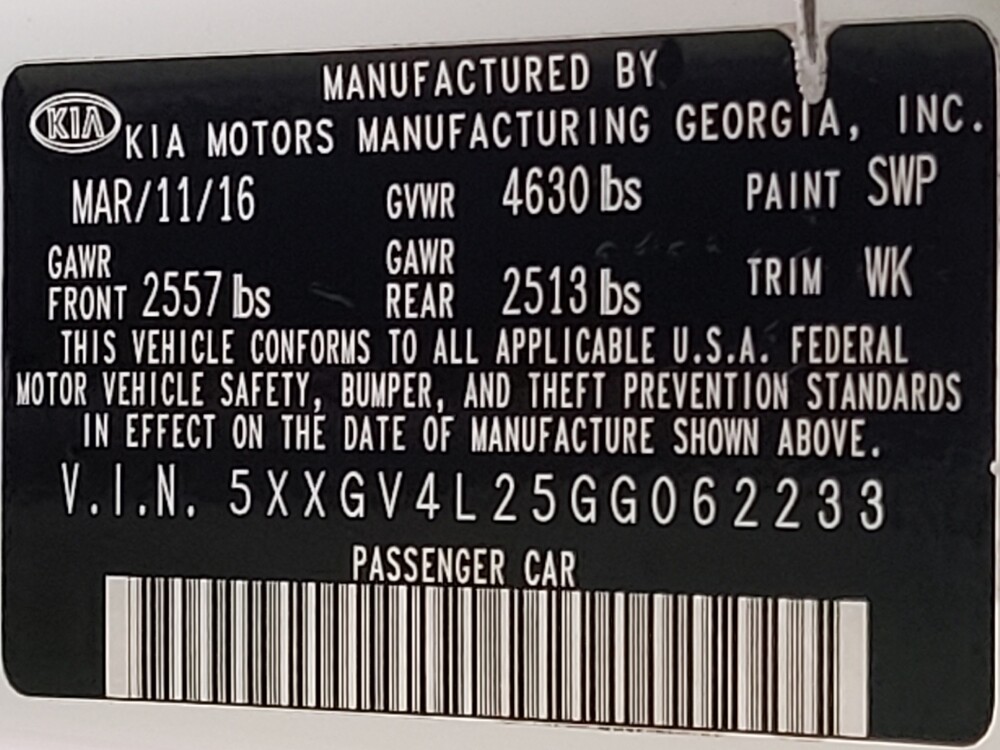 MANUFACTURED BY
KIA KIA MOTORS MANUFACTURING GEORGIA, INC.
MAR/11/16 GVWR 4630 lbs PAINT SWP
GAWR FRONT 2557 lbs GAWR REAR 2513 lbs TRIM WK
THIS VEHICLE CONFORMS TO ALL APPLICABLE U.S.A. FEDERAL
MOTOR VEHICLE SAFETY, BUMPER, AND THEFT PREVENTION STANDARDS
IN EFFECT ON THE DATE OF MANUFACTURE SHOWN ABOVE.
V.I.N. 5XXGV4L25GG062233
PASSENGER CAR